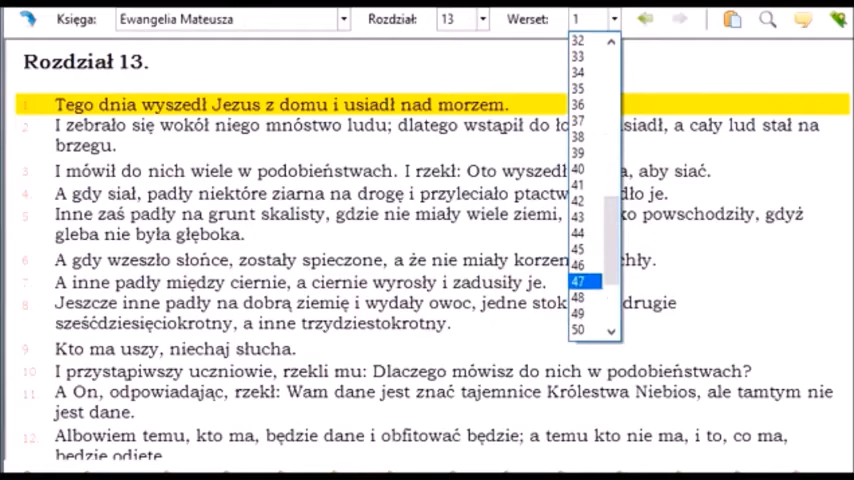 Księga: Ewangelia Mateusza Rozdział: 13 Werset: 1
Rozdział 13.
1. Tego dnia wyszedł Jezus z domu i usiadł nad morzem.
2. I zebrało się wokół niego mnóstwo ludu; dlatego wstąpił do usiadł, a cały lud stał na
brzegu.
3. I mówił do nich wiele w podobieństwach. I rzekł: Oto wyszedł aby siać.
4. A gdy siał, padły niektóre ziarna na drogę i przyleciało je.
5. Inne zaś padły na grunt skalisty, gdzie nie miały wiele ziemi, powschodziły, gdyż
gleba nie była głęboka.
6. A gdy wzeszło słońce, zostały spieczone, a że nie miały
7. A inne padły między ciernie, a ciernie wyrosły i zadusiły je.
8. Jeszcze inne padły na dobrą ziemię i wydały owoc, jedne drugie
sześćdziesięciokrotny, a inne trzydziestokrotny.
9. Kto ma uszy, niechaj słucha.
10. I przystąpiwszy uczniowie, rzekli mu: Dlaczego mówisz do nich w podobieństwach?
11. A On, odpowiadając, rzekł: Wam dane jest znać tajemnice Królestwa Niebios, ale tamtym nie
jest dane.
12. Albowiem temu, kto ma, będzie dane i obfitować będzie; a temu kto nie ma, i to, co ma,
będzie odjęte.
32
33
34
35
36
37
38
39
40
41
42
43
44
45
46
47
48
49
50